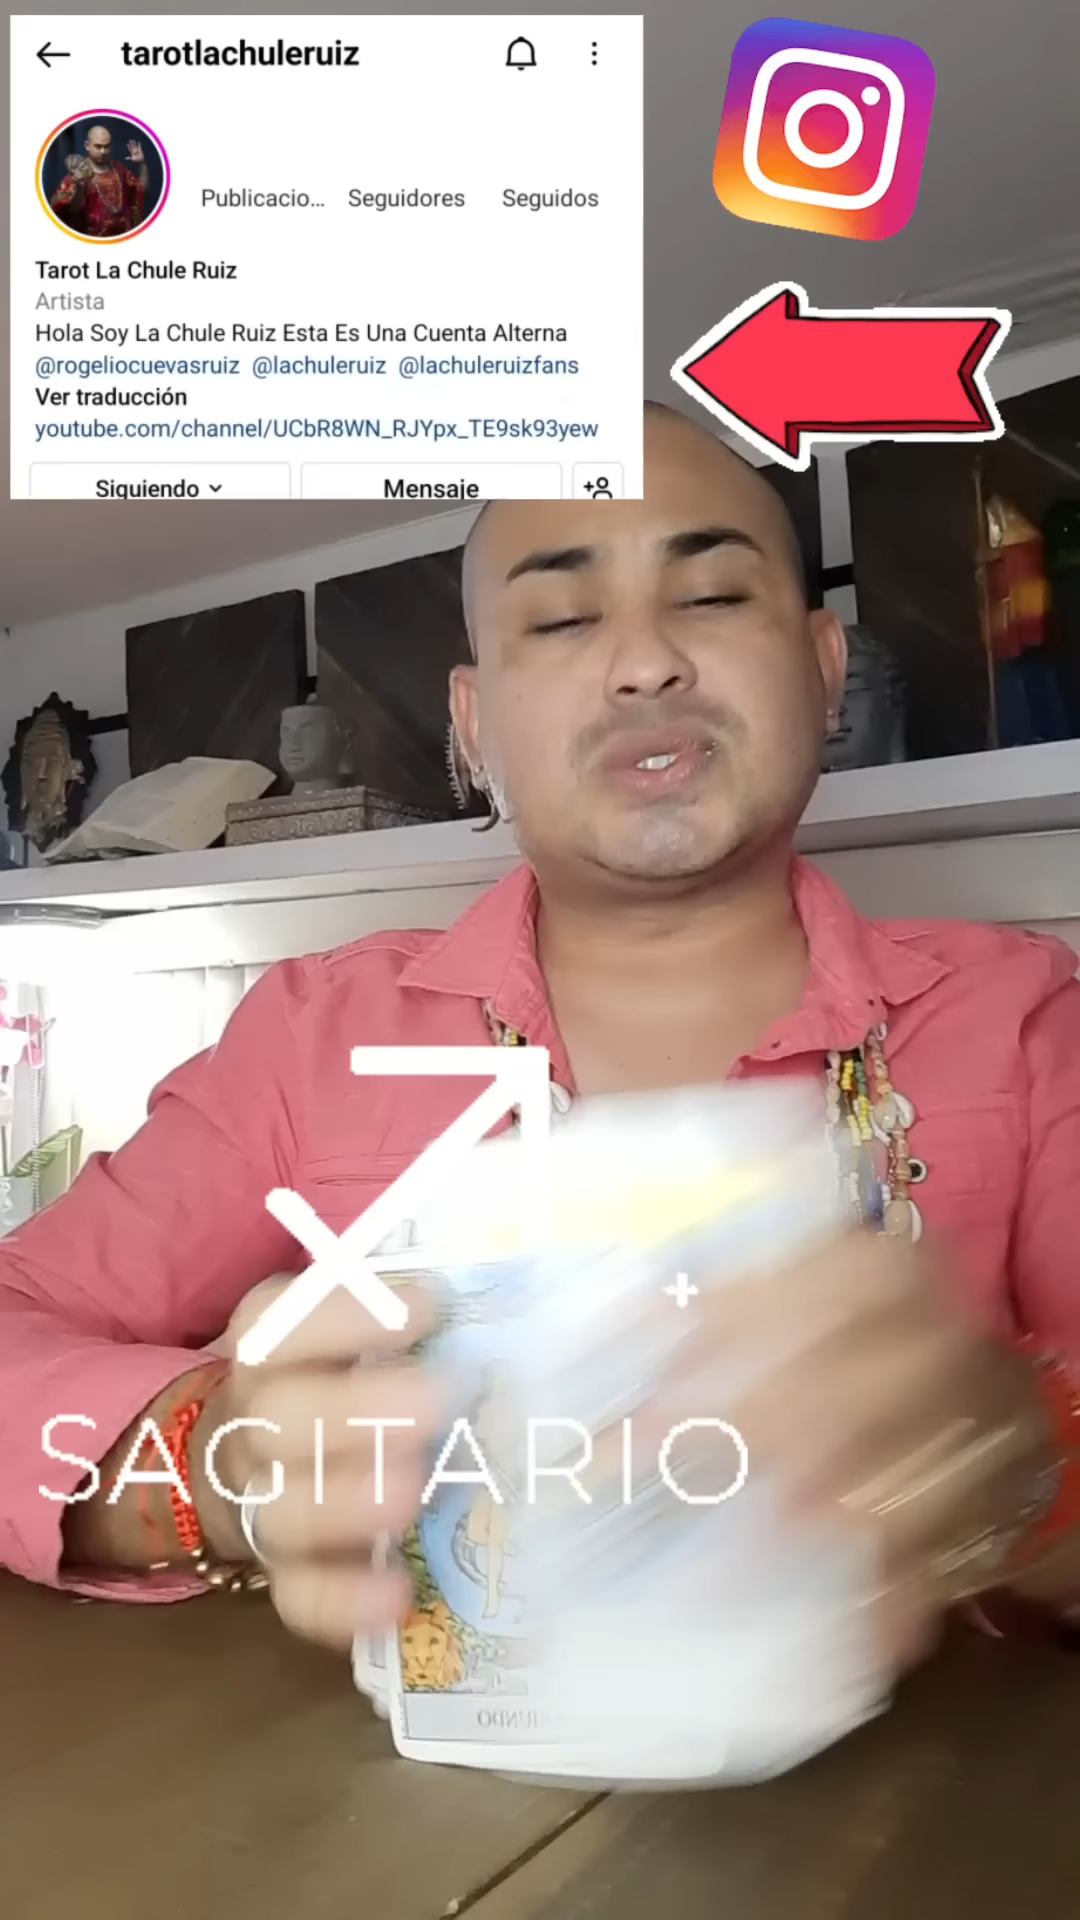 tarotlachuleruiz
Publicacio... Seguidores Seguidos
Tarot La Chule Ruiz
Artista
Hola Soy La Chule Ruiz Esta Es Una Cuenta Alterna
@rogeliocuevasruiz @lachuleruiz @lachuleruizfans
Ver traducción
youtube.com/channel/UCbR8WN_RJYpx_TE9sk93yew
Siguiendo Mensaje
SAGITARIO
MUNDO